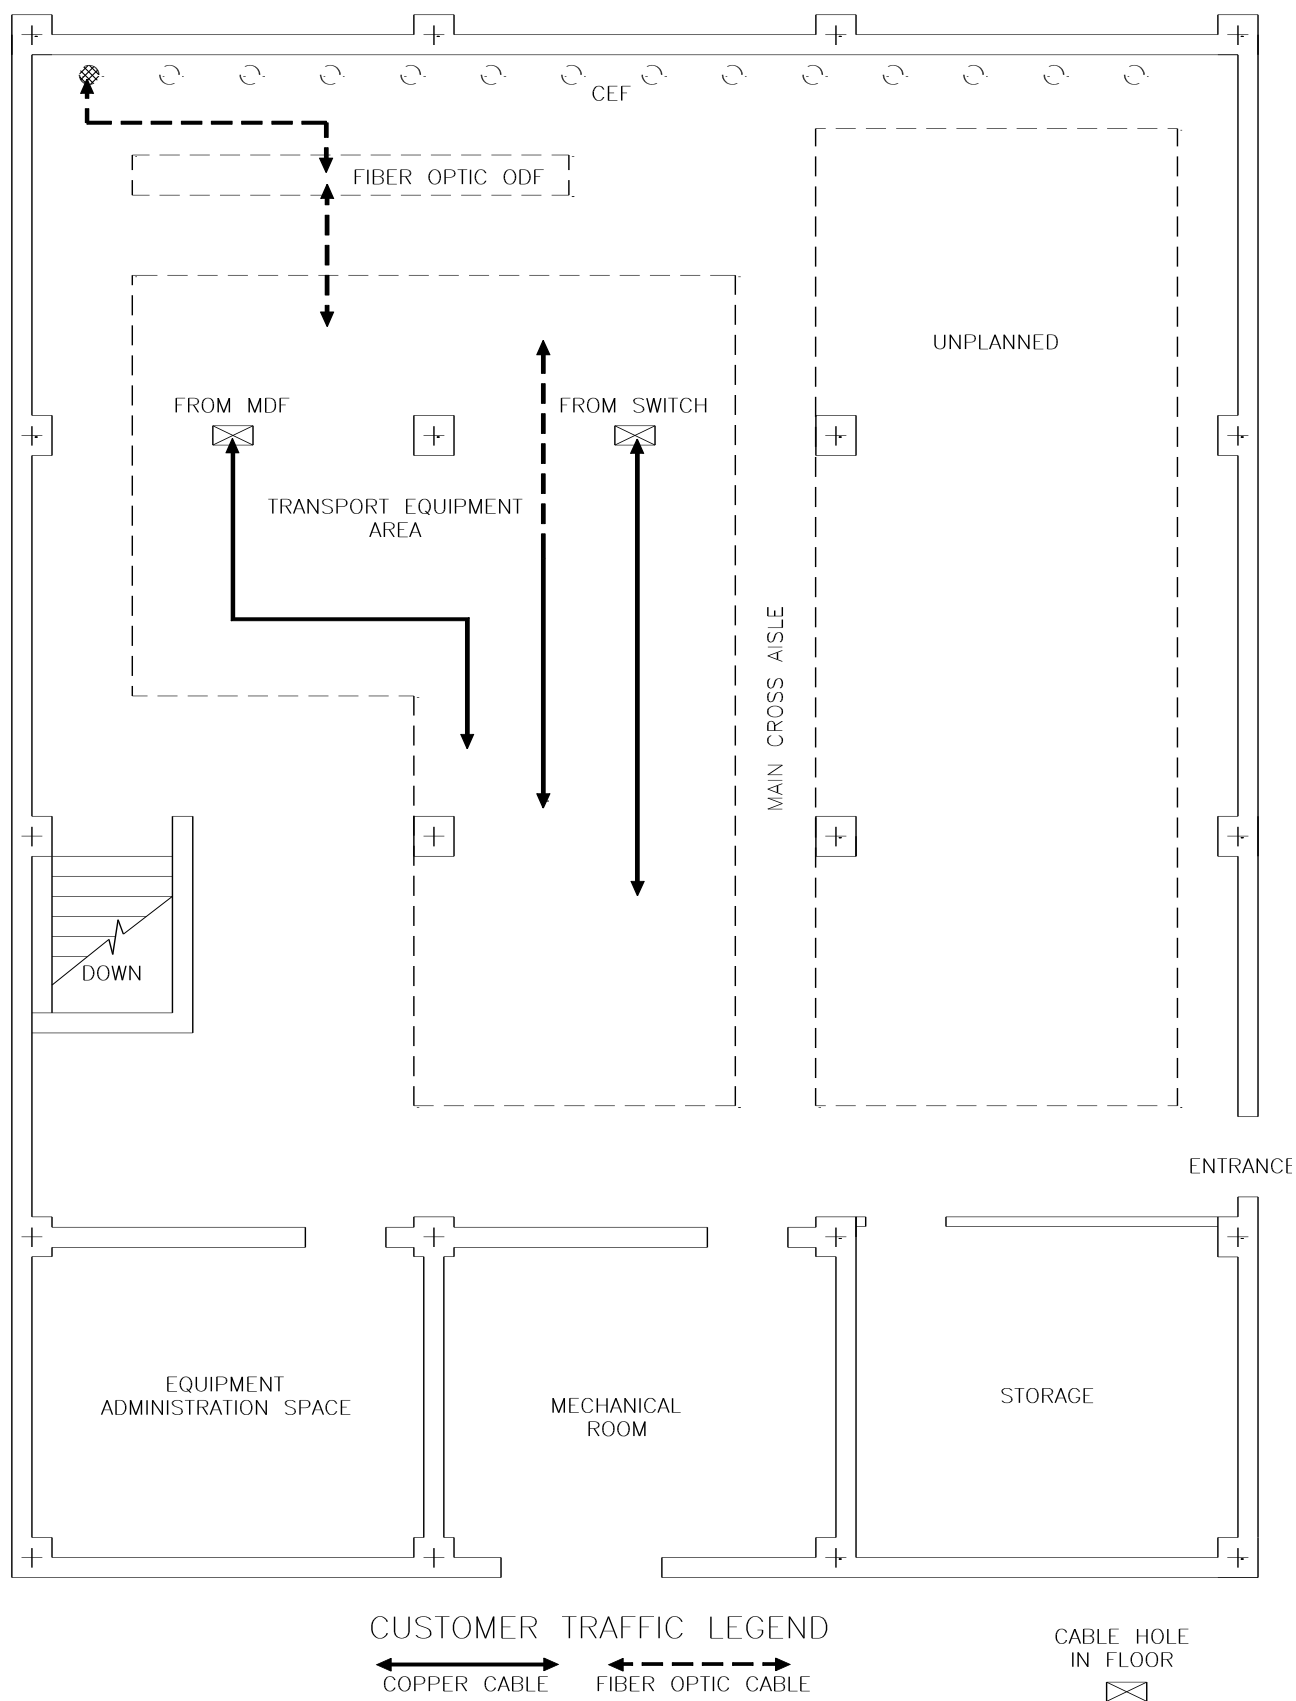 CEF
FIBER OPTIC ODF
UNPLANNED
FROM MDF
FROM SWITCH
TRANSPORT EQUIPMENT
AREA
MAIN CROSS AISLE
DOWN
ENTRANCE
EQUIPMENT
ADMINISTRATION SPACE
MECHANICAL
ROOM
STORAGE
CUSTOMER TRAFFIC LEGEND
COPPER CABLE
FIBER OPTIC CABLE
CABLE HOLE
IN FLOOR